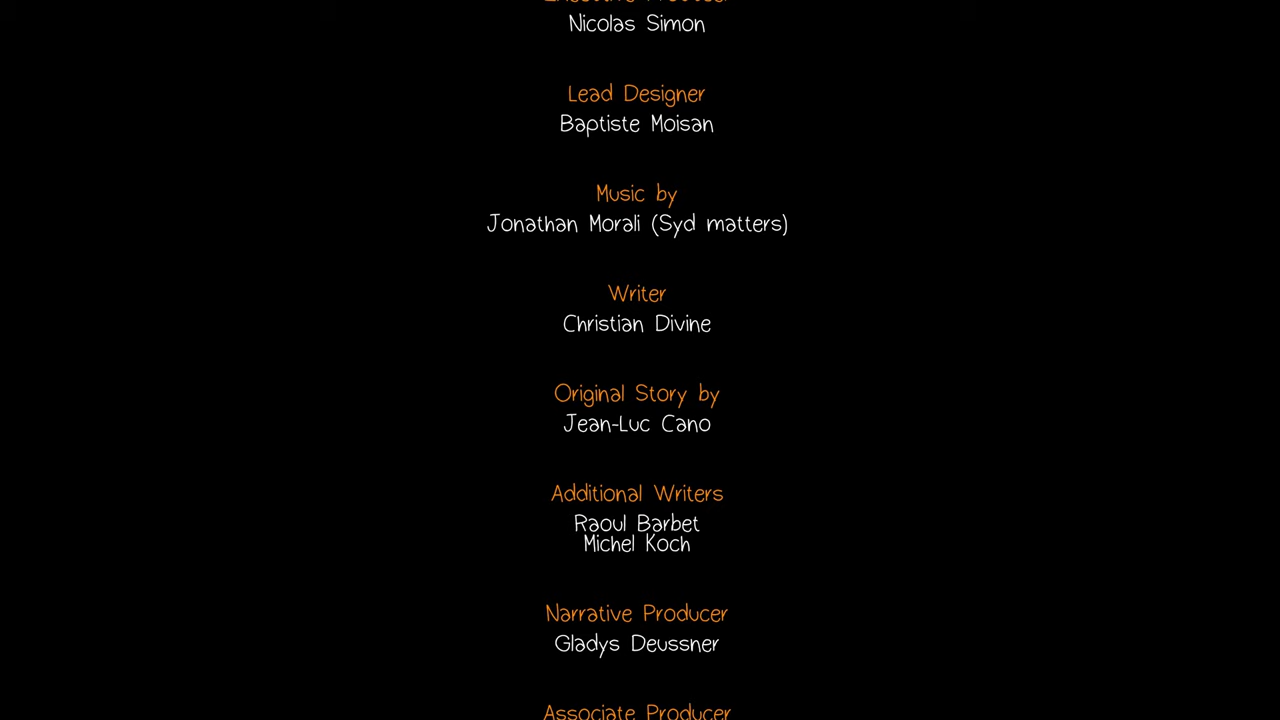 Nicolas Simon
Lead Designer
Baptiste Moisan
Music by
Jonathan Morali (Syd matters)
Writer
Christian Divine
Original Story by
Jean-Luc Cano
Additional Writers
Raoul Barbet
Michel Koch
Narrative Producer
Gladys Deussner
Associate Producer